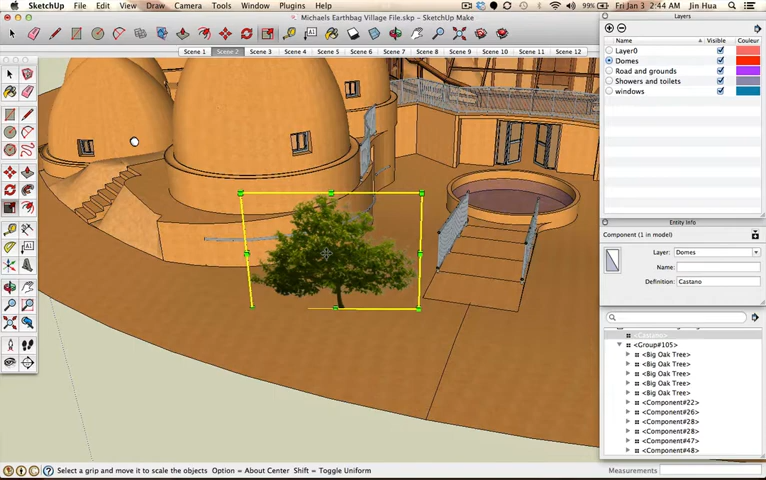 SketchUp File Edit View Camera Draw Tools Window Plugins Help 99% Fri Jan 3 2:44 AM Jin Hua
Michaels Earthbag Village File.skp - SketchUp Make
Scene 1 Scene 2 Scene 3 Scene 4 Scene 5 Scene 6 Scene 7 Scene 8 Scene 9 Scene 10 Scene 11 Scene 12
Layers
Name Visible Couleur
Layer0
Domes
Road and grounds
Showers and toilets
windows
Entity Info
Component (1 in model)
Layer: Domes
Name:
Definition: Castano
<Castano>
<Group#105>
<Big Oak Tree>
<Big Oak Tree>
<Big Oak Tree>
<Big Oak Tree>
<Big Oak Tree>
<Component#22>
<Component#26>
<Component#28>
<Component#28>
<Component#47>
<Component#48>
Select a grip and move it to scale the objects Option = About Center Shift = Toggle Uniform
Measurements